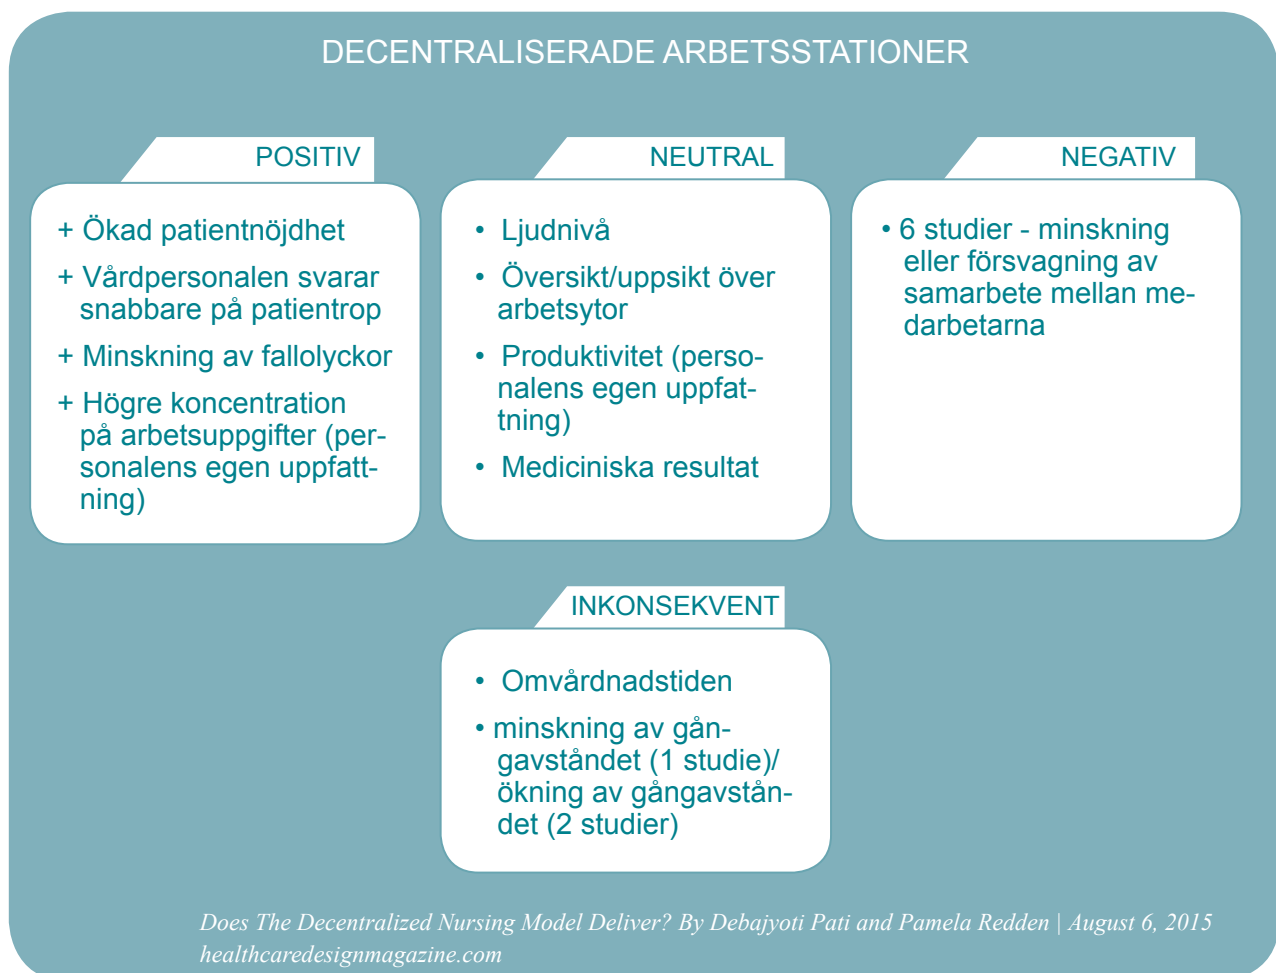 DECENTRALISERADE ARBETSSTATIONER
POSITIV
+ Ökad patientnöjdhet
+ Vårdpersonalen svarar
snabbare på patientrop
+ Minskning av fallolyckor
+ Högre koncentration
på arbetsuppgifter (per-
sonalens egen uppfatt-
ning)
NEUTRAL
• Ljudnivå
• Översikt/uppsikt över
arbetsytor
• Produktivitet (perso-
nalens egen uppfat-
tning)
• Mediciniska resultat
NEGATIV
• 6 studier - minskning
eller försvagning av
samarbete mellan me-
darbetarna
INKONSEKVENT
• Omvårdnadstiden
• minskning av gån-
gavståndet (1 studie)/
ökning av gångavstån-
det (2 studier)
Does The Decentralized Nursing Model Deliver? By Debajyoti Pati and Pamela Redden | August 6, 2015
healthcaredesignmagazine.com